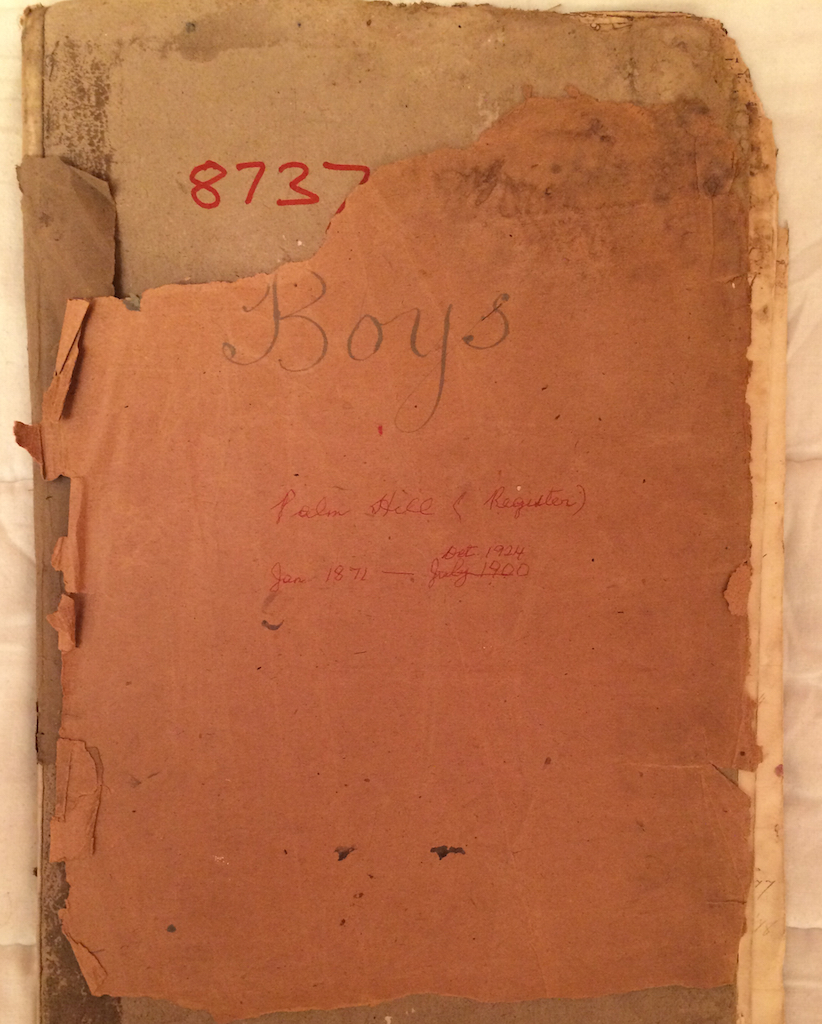 8737
Boys
Palm Hill (Register)
Oct 1924
Jan 1871 — July 1900